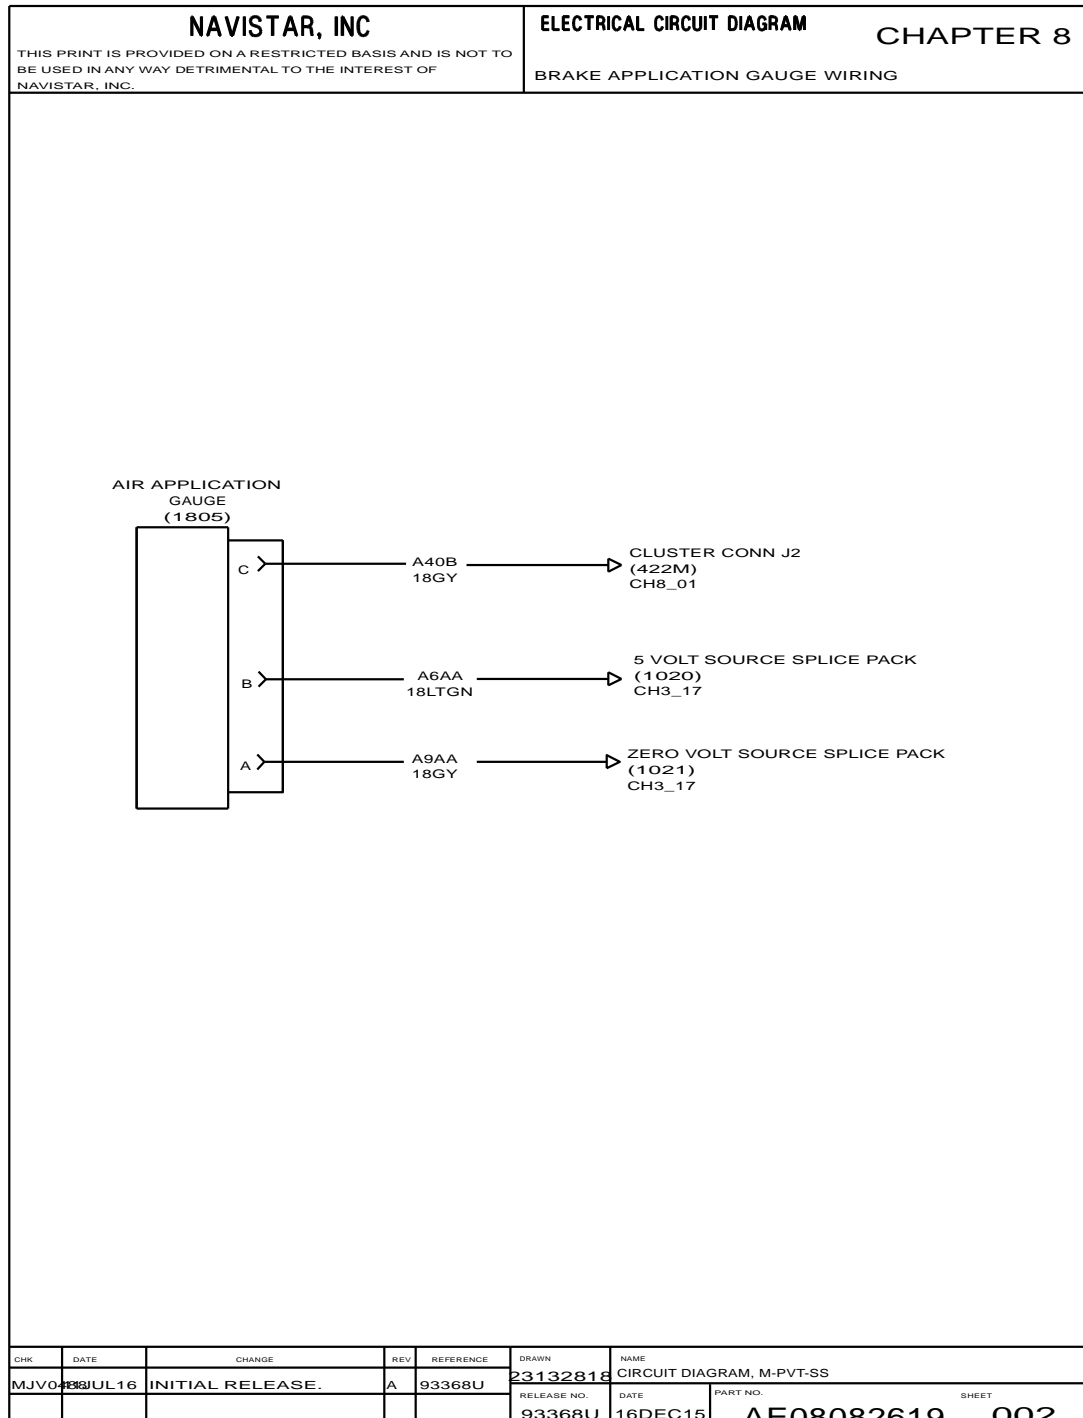 NAVISTAR, INC
THIS PRINT IS PROVIDED ON A RESTRICTED BASIS AND IS NOT TO
BE USED IN ANY WAY DETRIMENTAL TO THE INTEREST OF
NAVISTAR, INC.
ELECTRICAL CIRCUIT DIAGRAM
CHAPTER 8
BRAKE APPLICATION GAUGE WIRING
AIR APPLICATION
GAUGE
(1805)
C
A40B
18GY
CLUSTER CONN J2
(422M)
CH8_01
B
A6AA
18LTGN
5 VOLT SOURCE SPLICE PACK
(1020)
CH3_17
A
A9AA
18GY
ZERO VOLT SOURCE SPLICE PACK
(1021)
CH3_17
CHK DATE CHANGE REV REFERENCE
INITIAL RELEASE. A 93368U
DRAWN
23132818
NAME
CIRCUIT DIAGRAM, M-PVT-SS
RELEASE NO.
93368U
DATE
16DEC15
PART NO.
AE08082619
SHEET
002